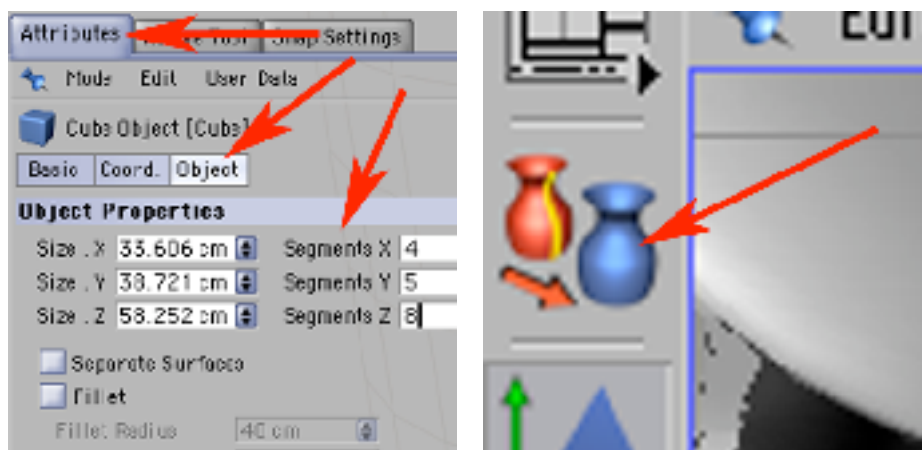 Attributes Snap Settings
Mode Edit User Data
Cube Object [Cube]
Basic Coord. Object
Object Properties
Size . X 33.606 cm Segments X 4
Size . Y 38.721 cm Segments Y 5
Size . Z 58.252 cm Segments Z 8
Separate Surfaces
Fillet
Fillet Radius 40 cm